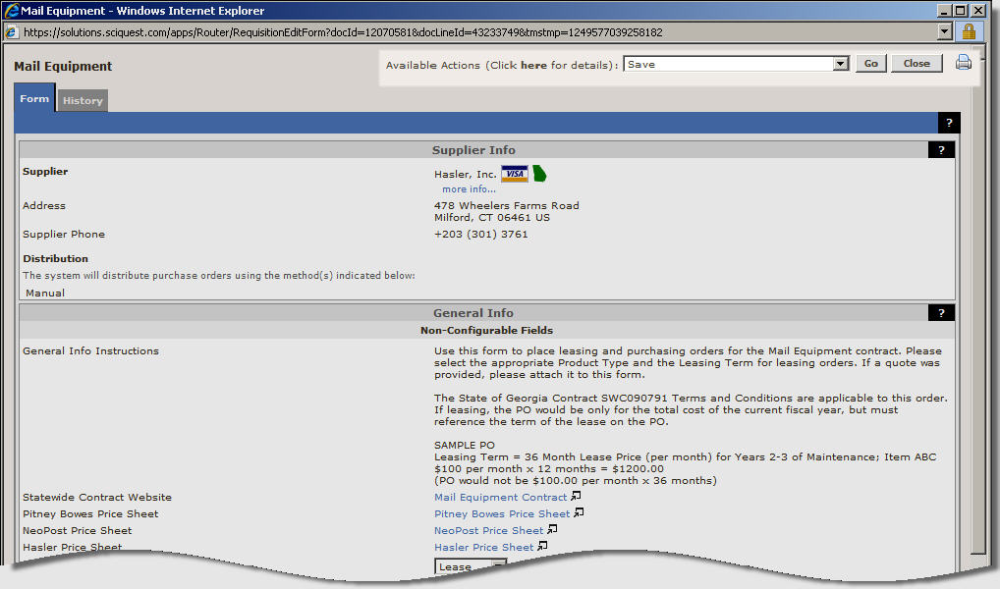 Mail Equipment - Windows Internet Explorer
https://solutions.sciquest.com/apps/Router/RequisitionEditForm?docId=12070581&docLineId=43233749&tmstmp=1249577039258182
Mail Equipment
Available Actions (Click here for details): Save Go Close
Form History
?
Supplier Info ?
Supplier Hasler, Inc. VISA
more info...
Address 478 Wheelers Farms Road
Milford, CT 06461 US
Supplier Phone +203 (301) 3761
Distribution
The system will distribute purchase orders using the method(s) indicated below:
Manual
General Info ?
Non-Configurable Fields
General Info Instructions Use this form to place leasing and purchasing orders for the Mail Equipment contract. Please
select the appropriate Product Type and the Leasing Term for leasing orders. If a quote was
provided, please attach it to this form.
The State of Georgia Contract SWC090791 Terms and Conditions are applicable to this order.
If leasing, the PO would be only for the total cost of the current fiscal year, but must
reference the term of the lease on the PO.
SAMPLE PO
Leasing Term = 36 Month Lease Price (per month) for Years 2-3 of Maintenance; Item ABC
$100 per month x 12 months = $1200.00
(PO would not be $100.00 per month x 36 months)
Statewide Contract Website Mail Equipment Contract
Pitney Bowes Price Sheet Pitney Bowes Price Sheet
NeoPost Price Sheet NeoPost Price Sheet
Hasler Price Sheet Hasler Price Sheet
Lease